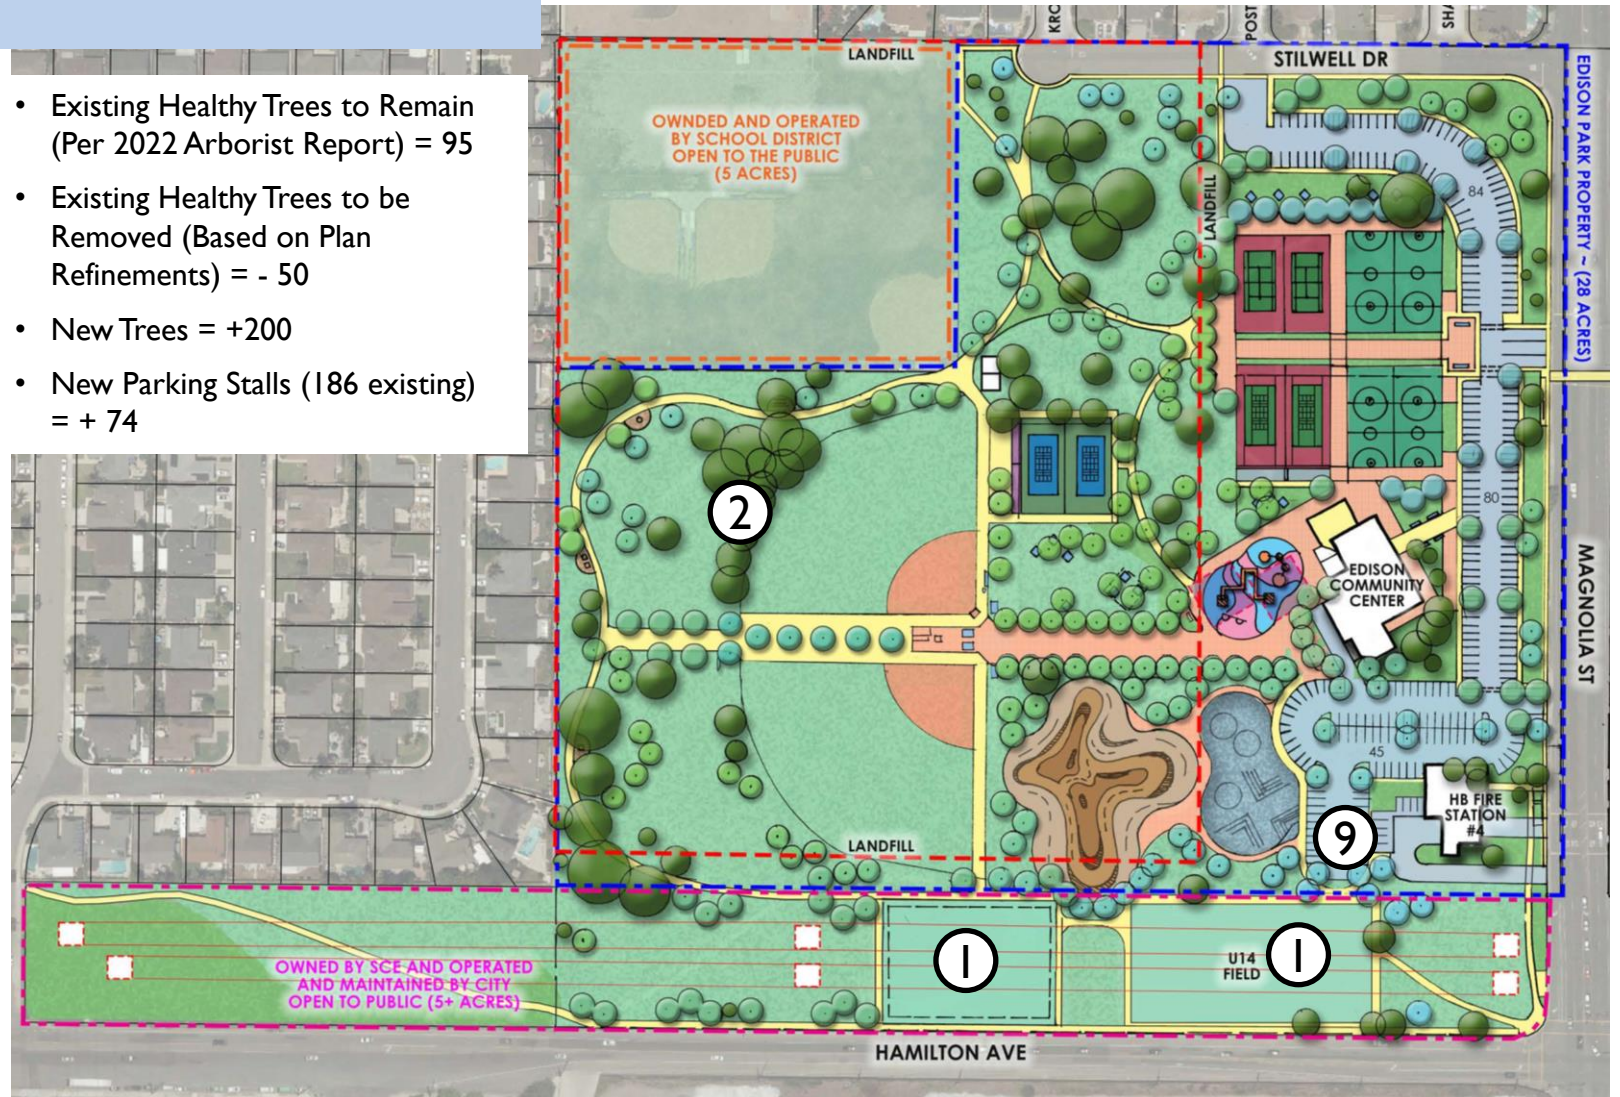 • Existing Healthy Trees to Remain
(Per 2022 Arborist Report) = 95
• Existing Healthy Trees to be
Removed (Based on Plan
Refinements) = - 50
• New Trees = +200
• New Parking Stalls (186 existing)
= + 74
KRO
POST
SHA
LANDFILL
STILWELL DR
OWNDED AND OPERATED
BY SCHOOL DISTRICT
OPEN TO THE PUBLIC
(5 ACRES)
LANDFILL
84
EDISON PARK PROPERTY ~ (28 ACRES)
2
80
EDISON
COMMUNITY
CENTER
MAGNOLIA ST
45
HB FIRE
STATION
#4
9
LANDFILL
OWNED BY SCE AND OPERATED
AND MAINTAINED BY CITY
OPEN TO PUBLIC (5+ ACRES)
1
U14
FIELD
1
HAMILTON AVE